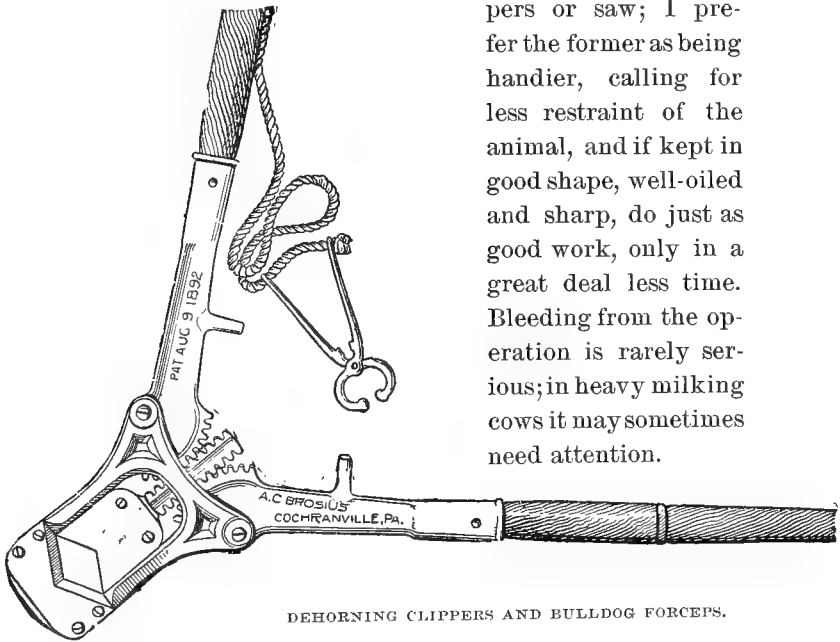 pers or saw; I pre-
fer the former as being
handier, calling for
less restraint of the
animal, and if kept in
good shape, well-oiled
and sharp, do just as
good work, only in a
great deal less time.
Bleeding from the op-
eration is rarely ser-
ious; in heavy milking
cows it may sometimes
need attention.
PAT AUG 9 1892
A.C BROSIUS
COCHRANVILLE, PA.
DEHORNING CLIPPERS AND BULLDOG FORCEPS.